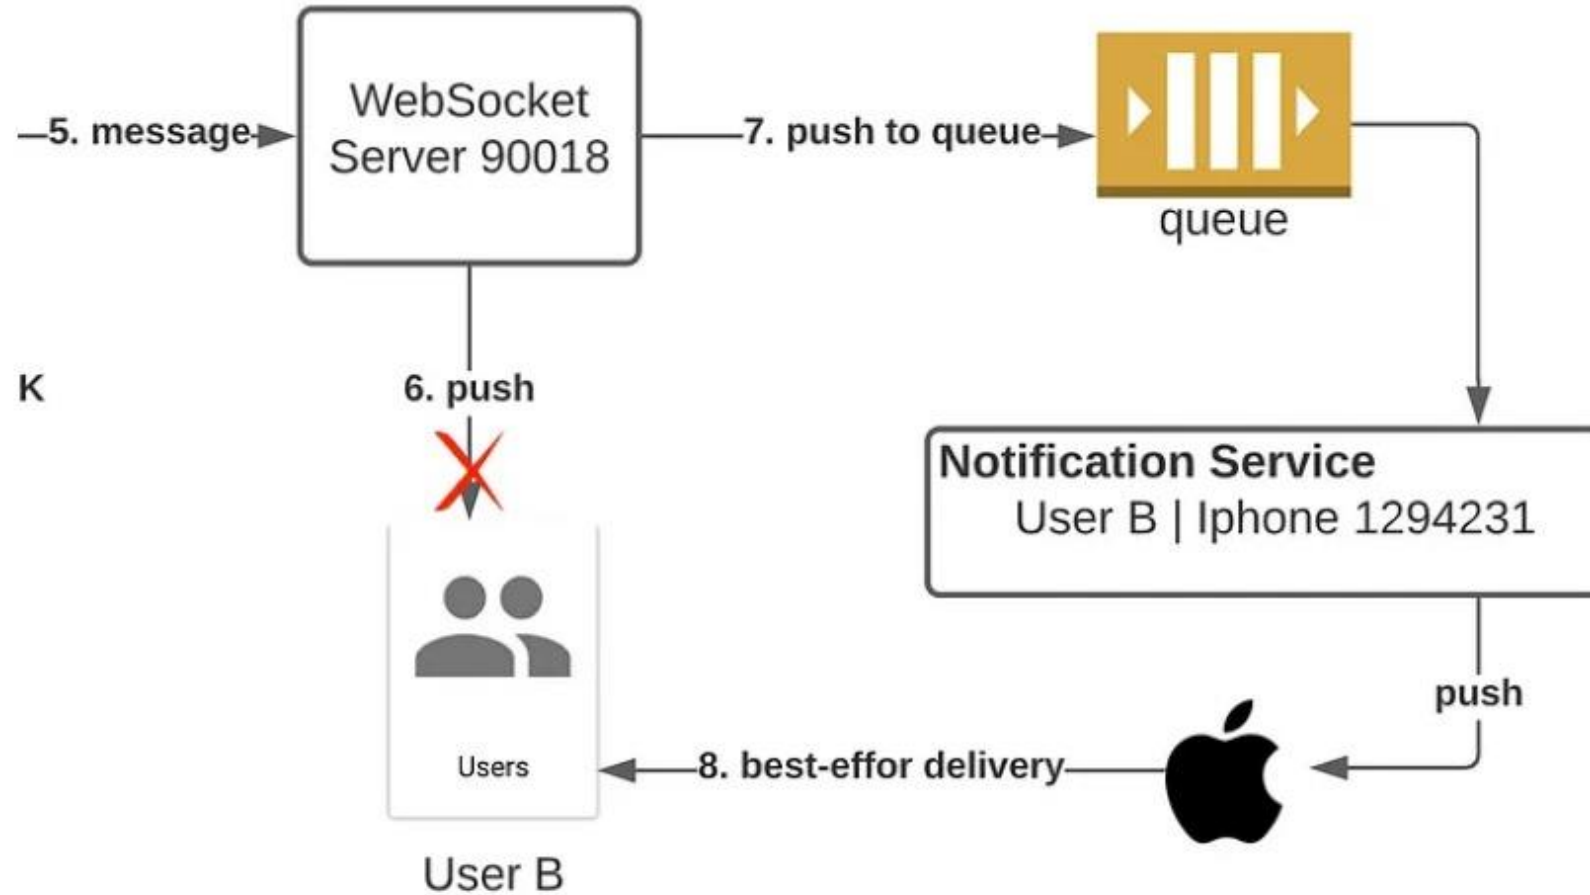 WebSocket
Server 90018
5. message
7. push to queue
queue
K
6. push
Notification Service
User B | Iphone 1294231
push
8. best-effor delivery
Users
User B